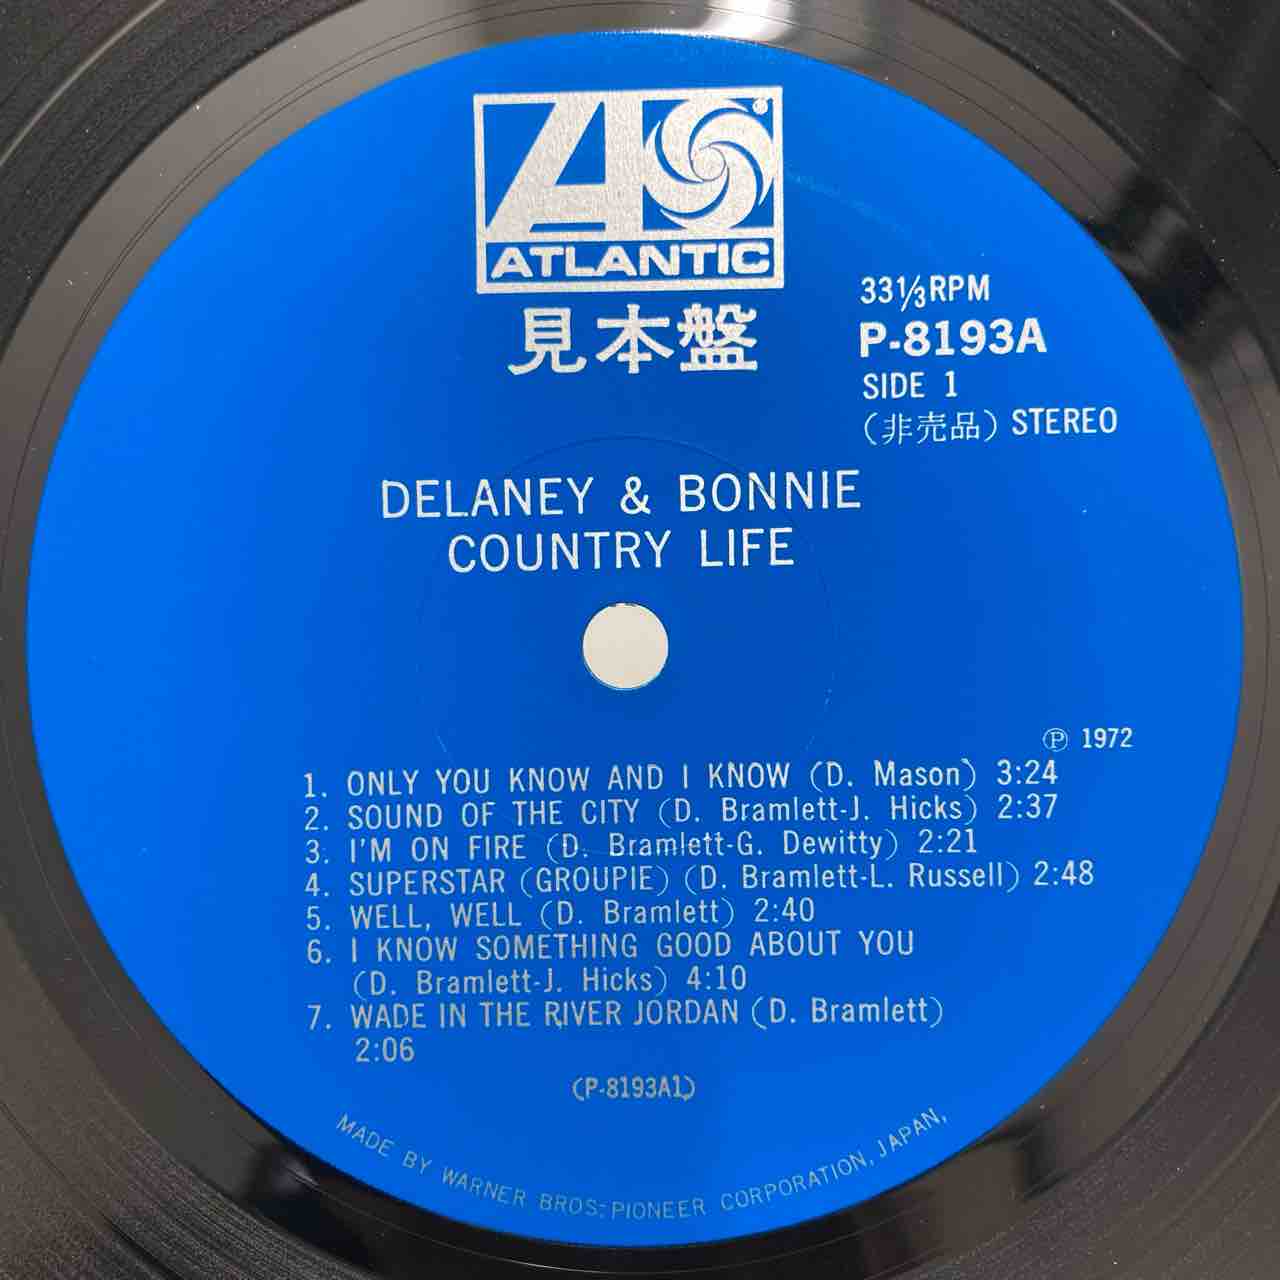 ATLANTIC®
見本盤
33⅓RPM
P-8193A
SIDE 1
(非売品) STEREO
DELANEY & BONNIE
COUNTRY LIFE
Ⓟ 1972
1. ONLY YOU KNOW AND I KNOW (D. Mason) 3:24
2. SOUND OF THE CITY (D. Bramlett-J. Hicks) 2:37
3. I'M ON FIRE (D. Bramlett-G. Dewitty) 2:21
4. SUPERSTAR (GROUPIE) (D. Bramlett-L. Russell) 2:48
5. WELL, WELL (D. Bramlett) 2:40
6. I KNOW SOMETHING GOOD ABOUT YOU
(D. Bramlett-J. Hicks) 4:10
7. WADE IN THE RIVER JORDAN (D. Bramlett)
2:06
(P-8193A1)
MADE BY WARNER BROS-PIONEER CORPORATION, JAPAN,